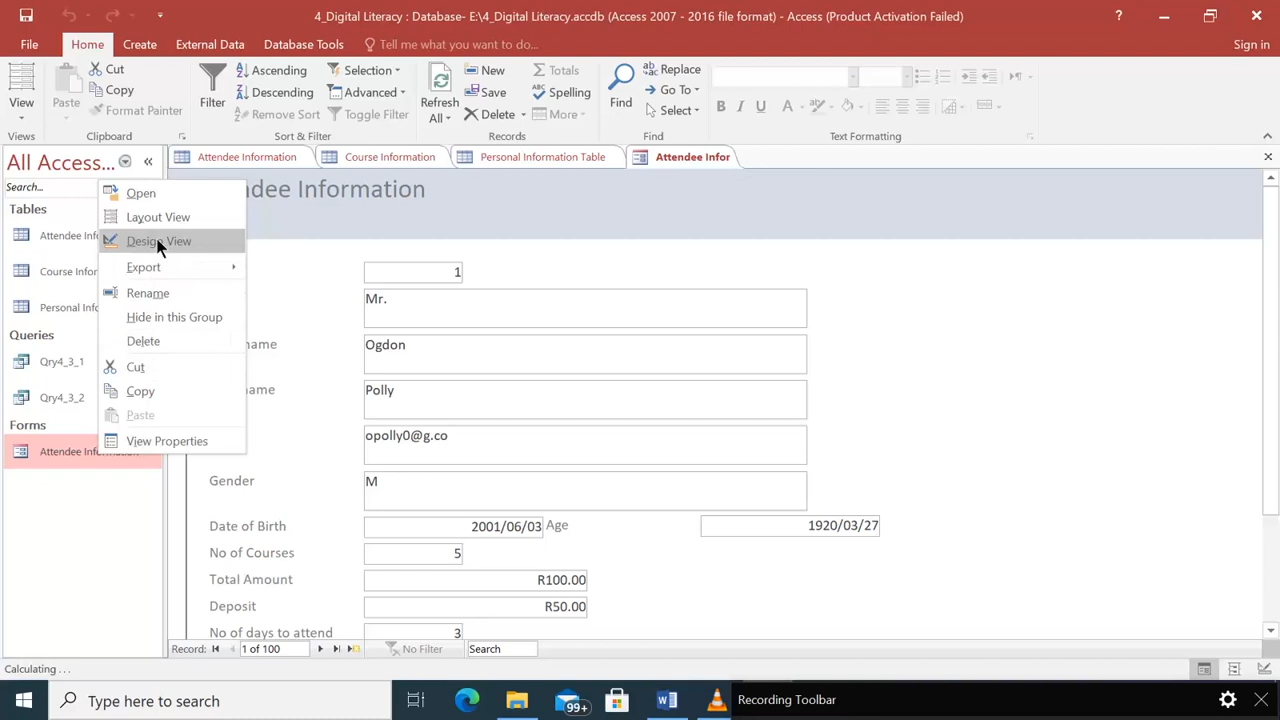 4_Digital Literacy : Database- E:\4_Digital Literacy.accdb (Access 2007 - 2016 file format) - Access (Product Activation Failed)
?
File Home Create External Data Database Tools Tell me what you want to do... Sign in
View
Views
Paste
Cut
Copy
Format Painter
Clipboard
Filter
Ascending
Descending
Remove Sort
Selection
Advanced
Toggle Filter
Sort & Filter
Refresh
All
New
Save
Delete
Totals
Spelling
More
Records
Find
Replace
Go To
Select
Find
B I U A
Text Formatting
All Access...
Search...
Tables
Attendee Inf
Course Infor
Personal Info
Queries
Qry4_3_1
Qry4_3_2
Forms
Attendee Information
Open
Layout View
Design View
Export
Rename
Hide in this Group
Delete
Cut
Copy
Paste
View Properties
Attendee Information
Course Information
Personal Information Table
Attendee Infor
dee Information
1
Mr.
name Ogdon
name Polly
opolly0@g.co
Gender M
Date of Birth 2001/06/03 Age 1920/03/27
No of Courses 5
Total Amount R100.00
Deposit R50.00
No of days to attend 3
Record: 1 of 100 No Filter Search
Calculating . . .
Type here to search
99+
Recording Toolbar